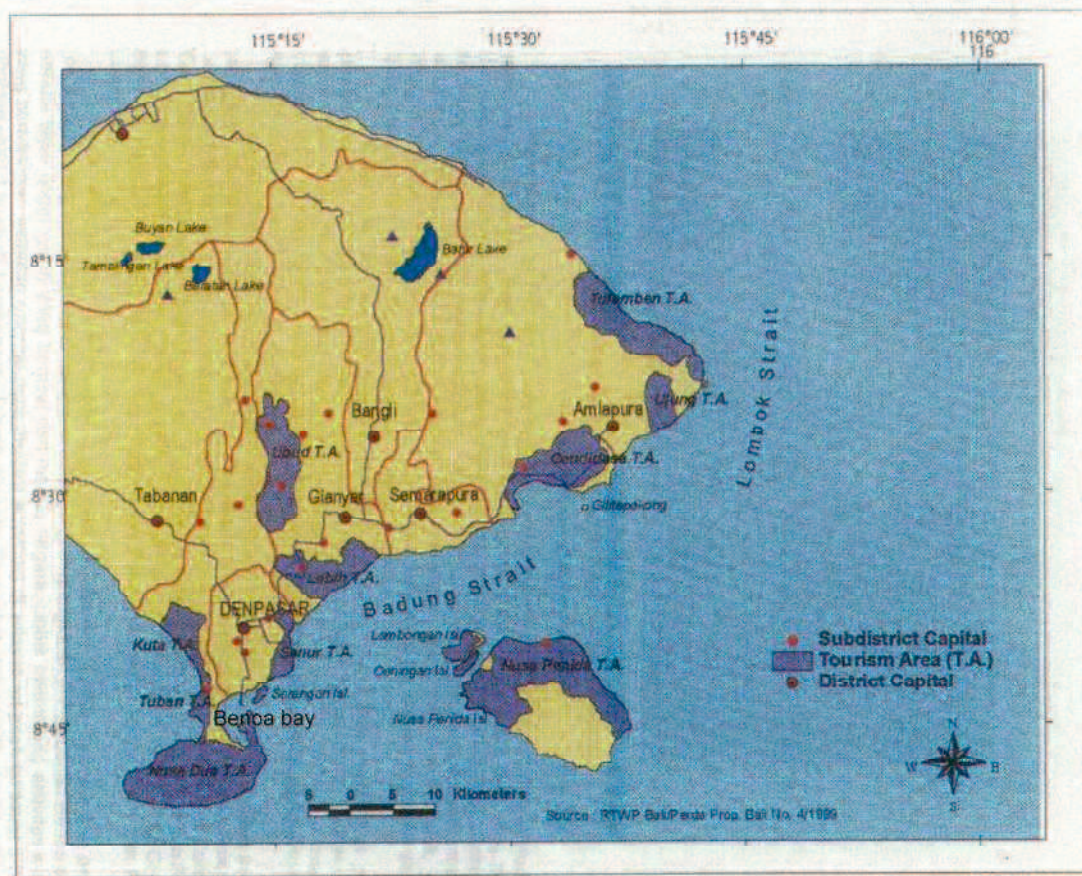 115°15'
115°30'
115°45'
116°00'
116
Buyan Lake
Tamblingan Lake
Beratan Lake
Batur Lake
8°15'
Tulamben T.A.
Ujung T.A.
Lombok Strait
Amlapura
Bangli
Ubud T.A.
Candidasa T.A.
8°30'
Tabanan
Gianyar
Semarapura
Gilitepekong
Lebih T.A.
Badung Strait
DENPASAR
Kuta T.A.
Sanur T.A.
Lembongan Isl.
Ceningan Isl.
Nusa Penida T.A.
Subdistrict Capital
Tourism Area (T.A.)
District Capital
Tuban T.A.
Serangan Isl.
Benoa bay
Nusa Penida Isl
8°45'
Nusa Dua T.A.
N
W
E
S
5 0 5 10 Kilometers
Source : RTWP Bali/Perda Prop. Bali No. 4/1999